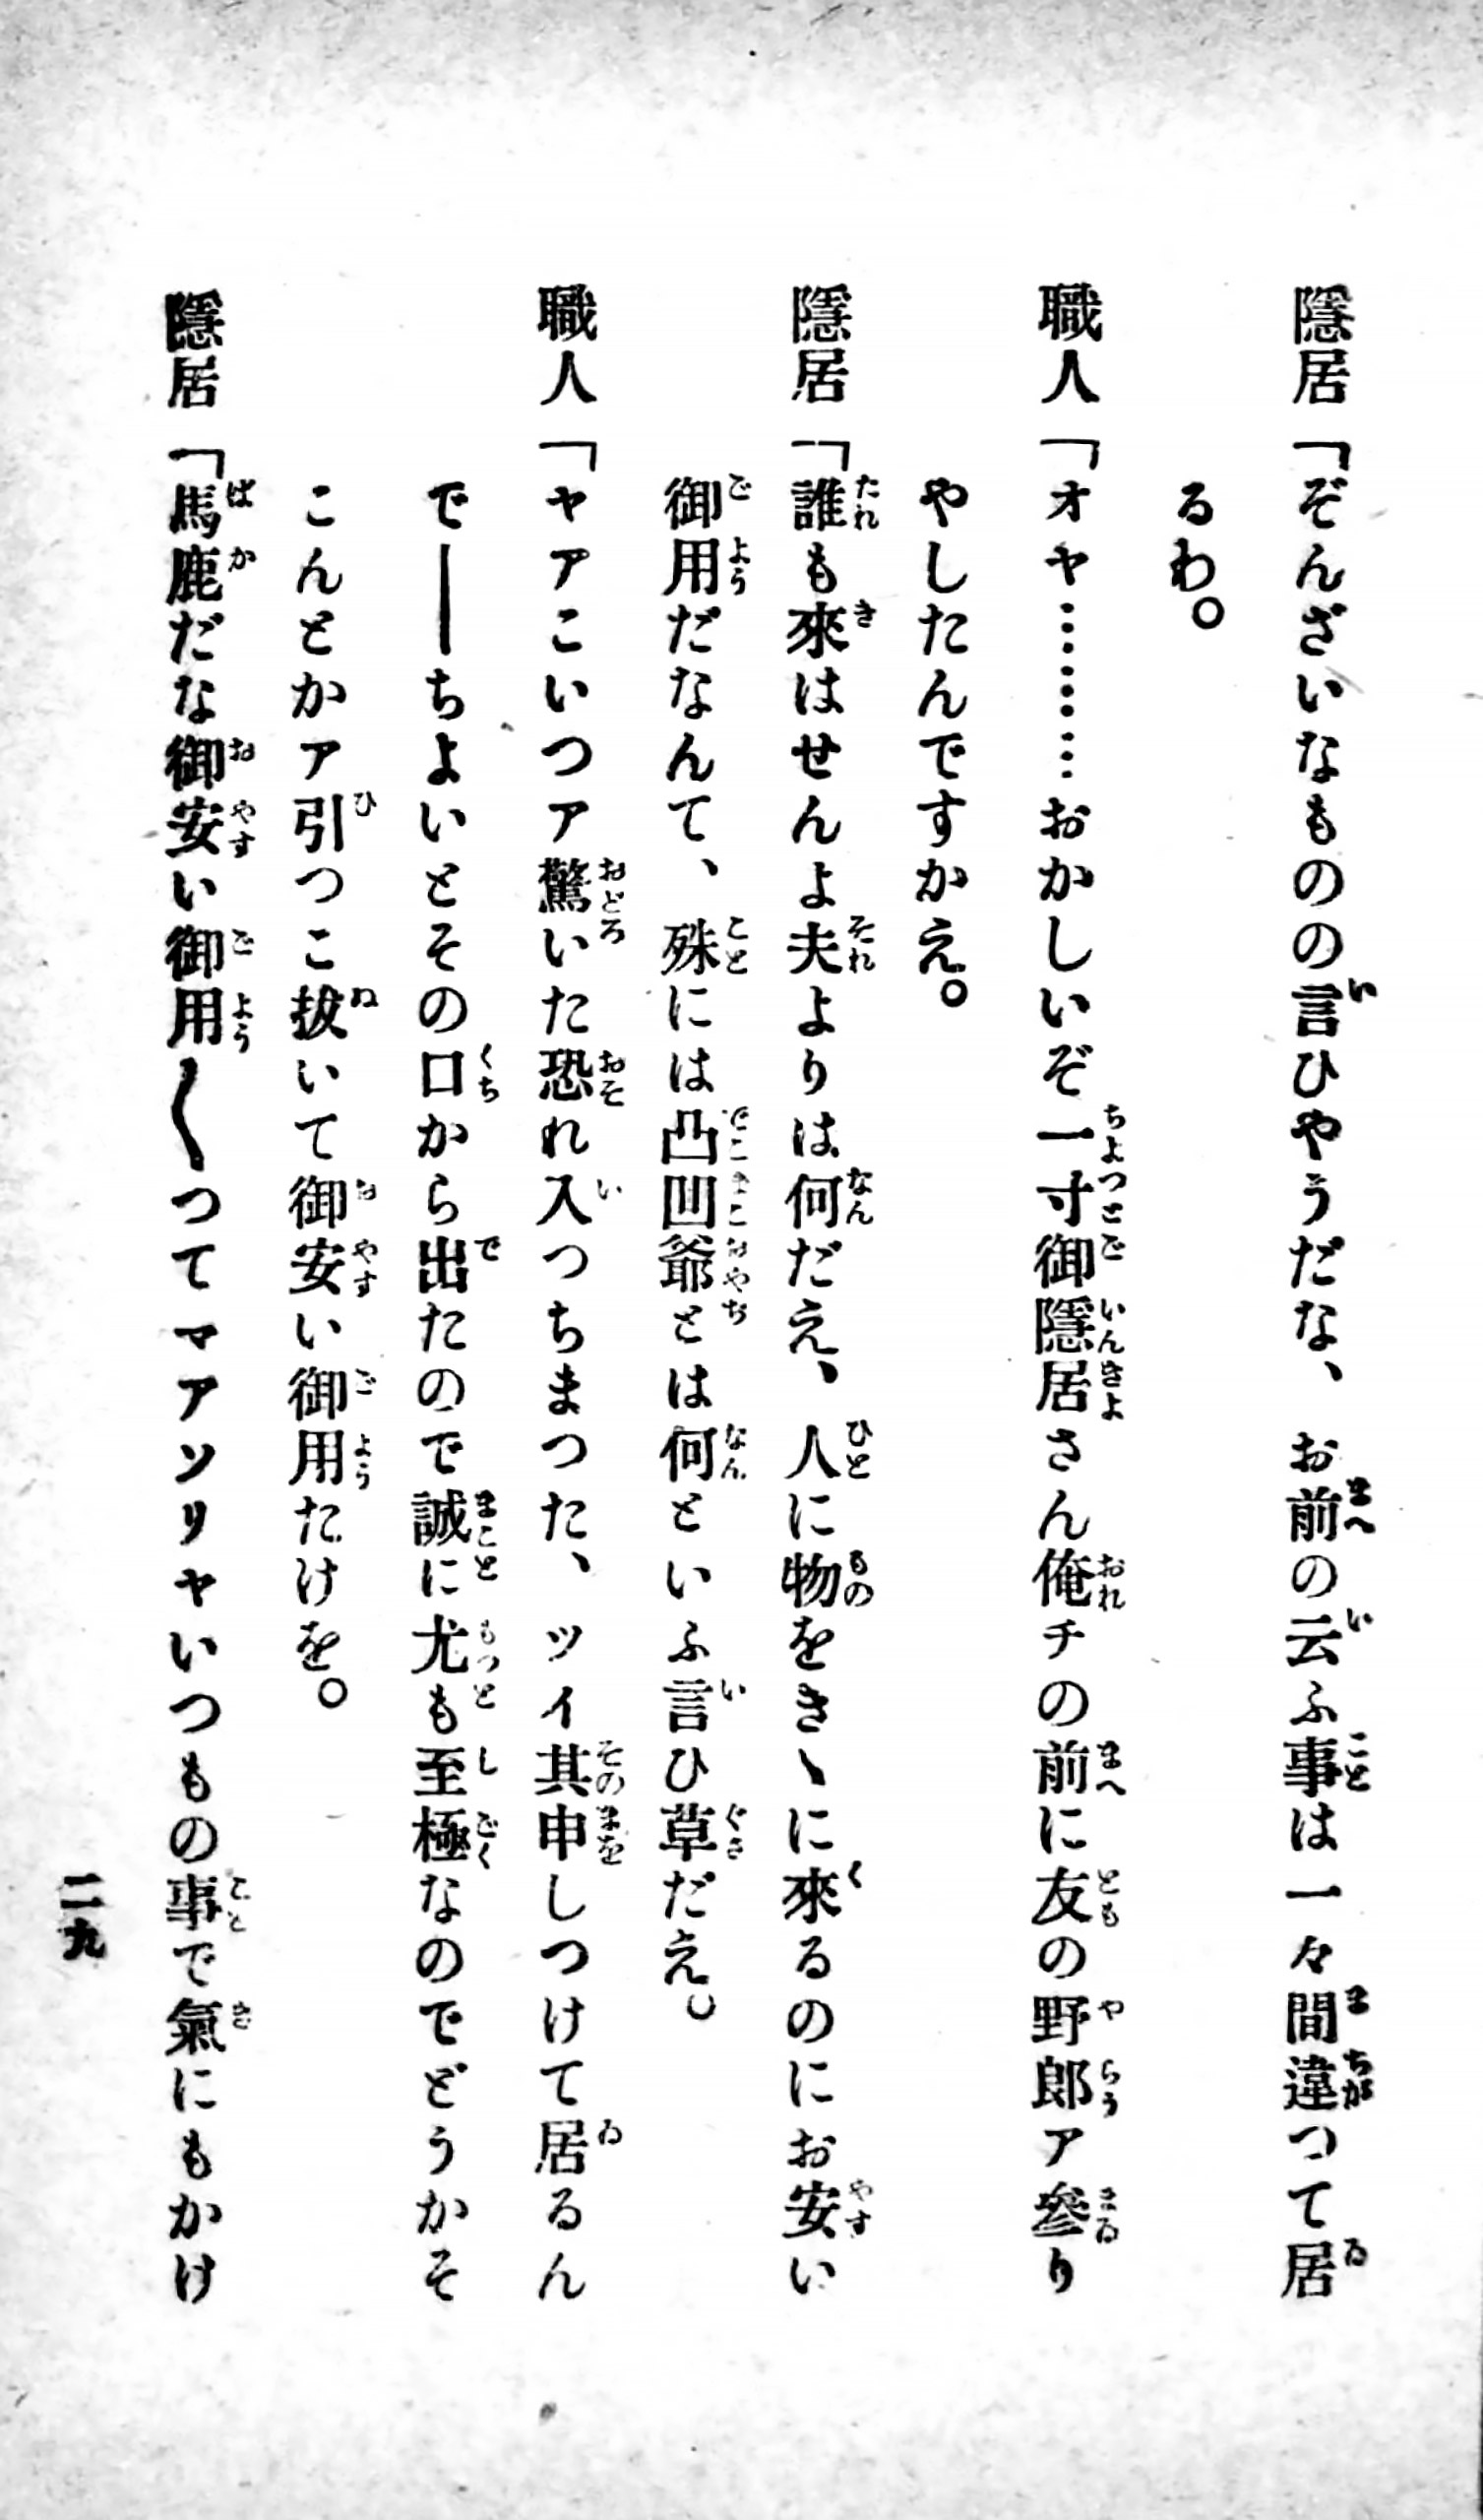 隱居「ぞんざいなものの言ひやうだな、お前の云ふ事は一々間違つて居
るわ。
職人「オヤ………おかしいぞ一寸御隱居さん俺チの前に友の野郎ア參り
やしたんですかえ。
隱居「誰も來はせんよ夫よりは何だえ、人に物をきゝに來るのにお安い
御用だなんて、殊には凸凹爺とは何といふ言ひ草だえ。
職人「ヤアこいつア驚いた恐れ入つちまつた、ツイ其申しつけて居るん
で――ちよいとその口から出たので誠に尤も至極なのでどうかそ
こんとかア引つこ拔いて御安い御用たけを。
隱居「馬鹿だな御安い御用〳〵つてマアソリヤいつもの事で氣にもかけ
二九